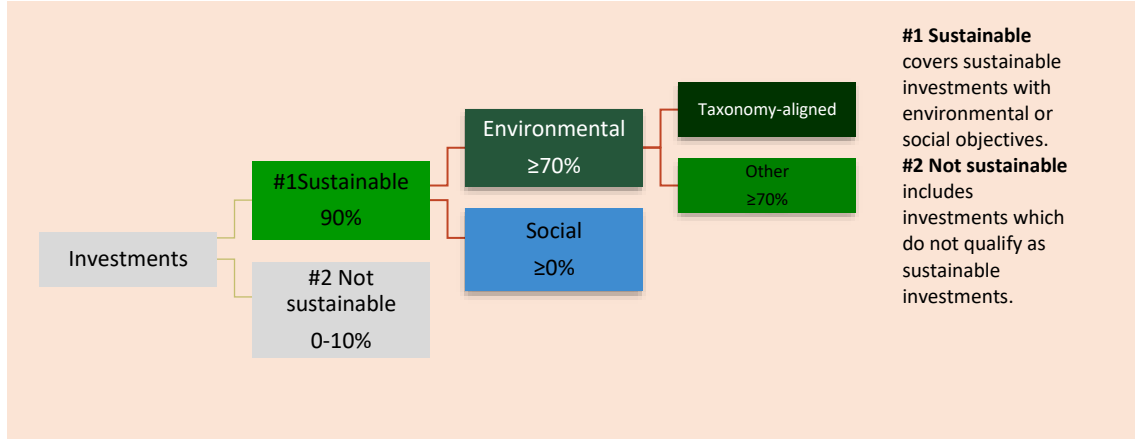 Investments
#1Sustainable
90%
#2 Not
sustainable
0-10%
Environmental
≥70%
Social
≥0%
Taxonomy-aligned
Other
≥70%
#1 Sustainable
covers sustainable
investments with
environmental or
social objectives.
#2 Not sustainable
includes
investments which
do not qualify as
sustainable
investments.